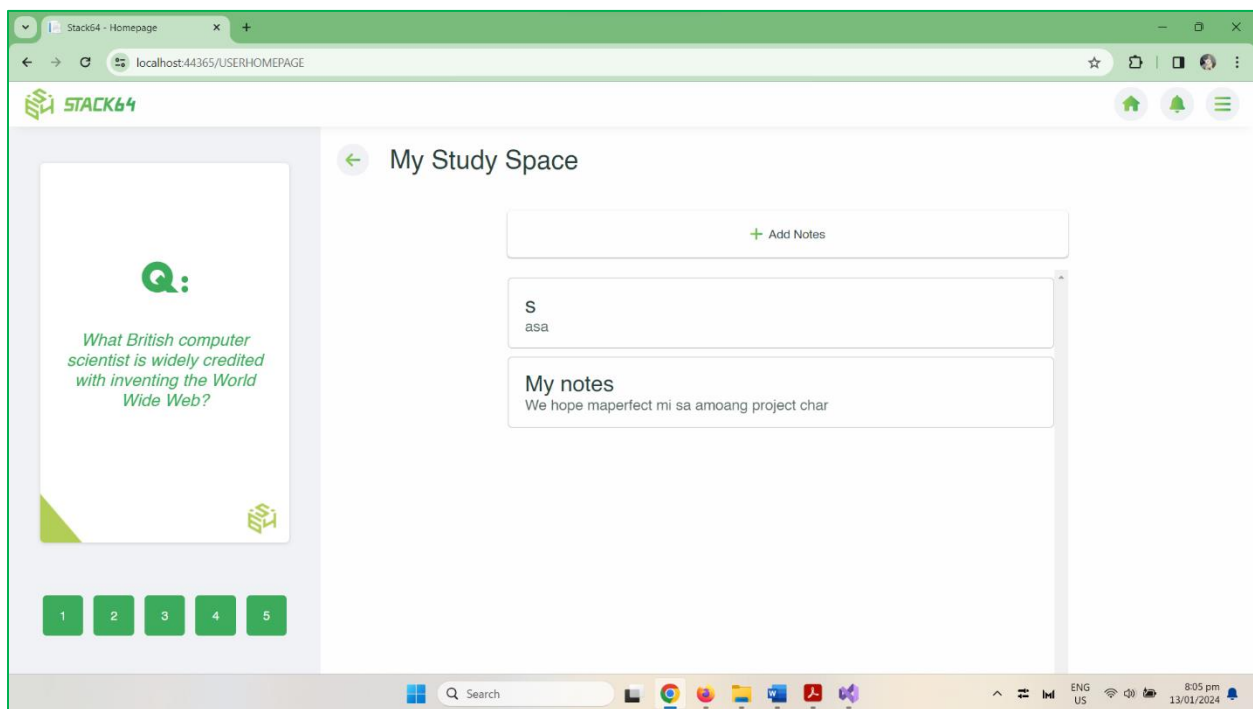 Stack64 - Homepage
localhost:44365/USERHOMEPAGE
STACK64
My Study Space
Add Notes
s
asa
My notes
We hope maperfect mi sa amoang project char
Q:
What British computer
scientist is widely credited
with inventing the World
Wide Web?
1 2 3 4 5
Search
ENG
US
8:05 pm
13/01/2024